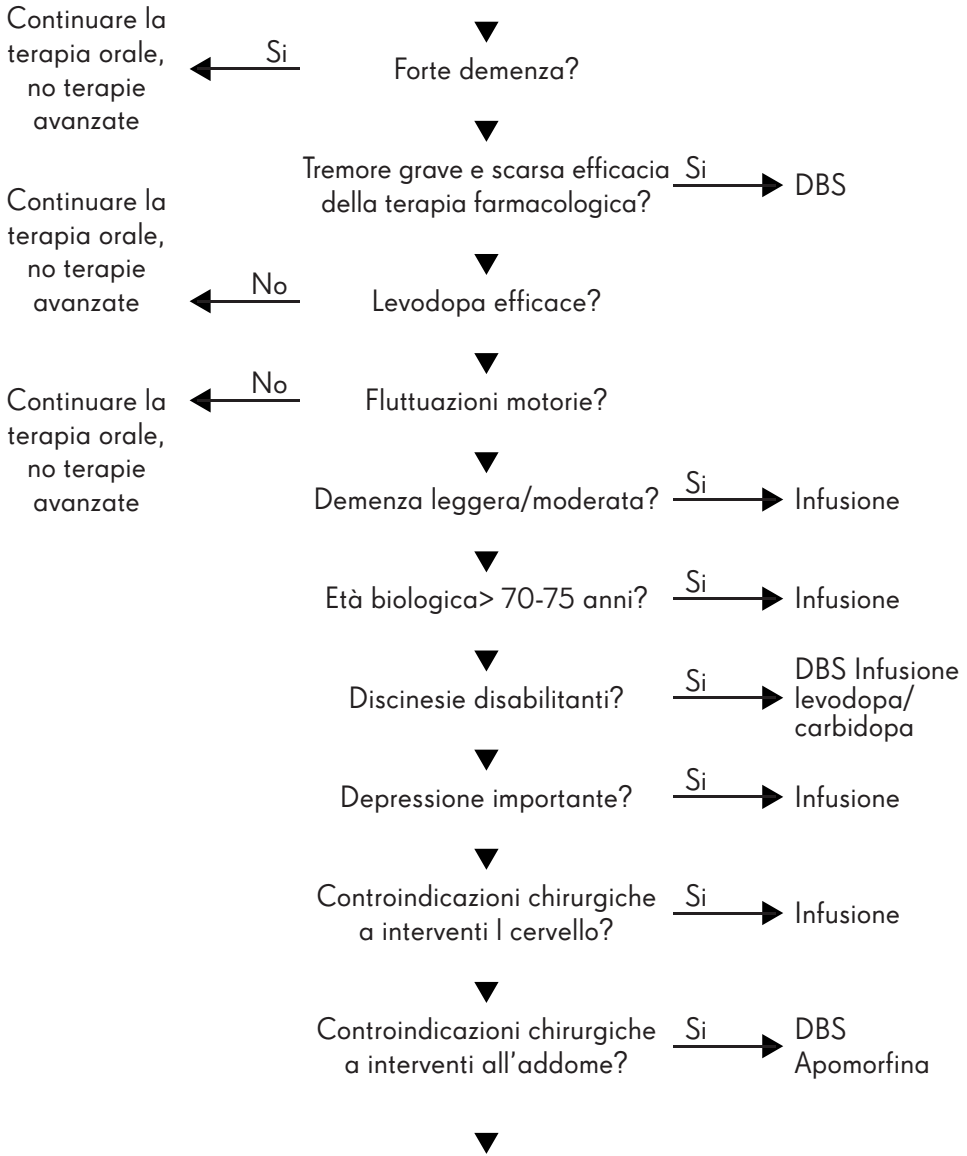 Continuare la
terapia orale,
no terapie
avanzate
Si
Forte demenza?
Tremore grave e scarsa efficacia
della terapia farmacologica?
Si
DBS
Continuare la
terapia orale,
no terapie
avanzate
No
Levodopa efficace?
Continuare la
terapia orale,
no terapie
avanzate
No
Fluttuazioni motorie?
Demenza leggera/moderata?
Si
Infusione
Età biologica> 70-75 anni?
Si
Infusione
Discinesie disabilitanti?
Si
DBS Infusione
levodopa/
carbidopa
Depressione importante?
Si
Infusione
Controindicazioni chirurgiche
a interventi l cervello?
Si
Infusione
Controindicazioni chirurgiche
a interventi all'addome?
Si
DBS
Apomorfina